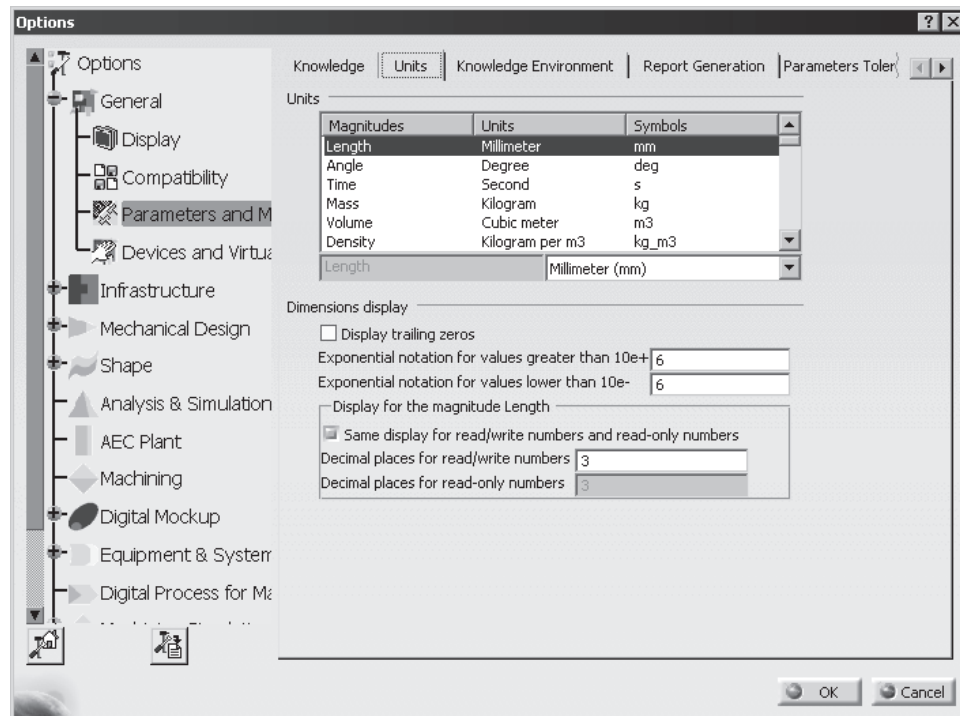 Options
Options
General
Display
Compatibility
Parameters and M
Devices and Virtua
Infrastructure
Mechanical Design
Shape
Analysis & Simulation
AEC Plant
Machining
Digital Mockup
Equipment & System
Digital Process for Ma
Knowledge Units Knowledge Environment Report Generation Parameters Toler
Units
Magnitudes Units Symbols
Length Millimeter mm
Angle Degree deg
Time Second s
Mass Kilogram kg
Volume Cubic meter m3
Density Kilogram per m3 kg_m3
Length Millimeter (mm)
Dimensions display
Display trailing zeros
Exponential notation for values greater than 10e+ 6
Exponential notation for values lower than 10e- 6
Display for the magnitude Length
Same display for read/write numbers and read-only numbers
Decimal places for read/write numbers 3
Decimal places for read-only numbers 3
OK Cancel